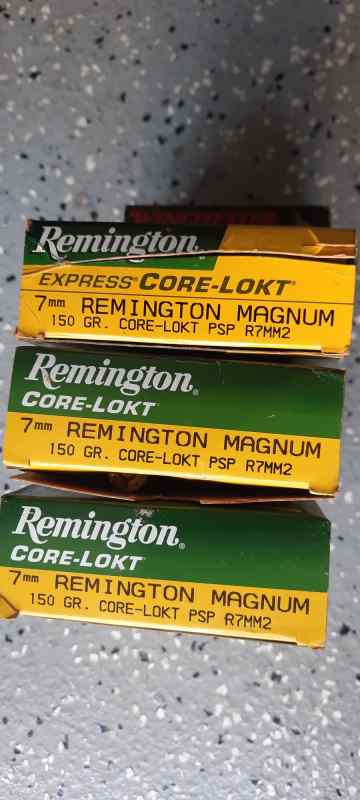 Remington
EXPRESS® CORE-LOKT®
7mm REMINGTON MAGNUM
150 GR. CORE-LOKT PSP R7MM2
Remington®
CORE-LOKT
7mm REMINGTON MAGNUM
150 GR. CORE-LOKT PSP R7MM2
Remington®
CORE-LOKT
7mm REMINGTON MAGNUM
150 GR. CORE-LOKT PSP R7MM2